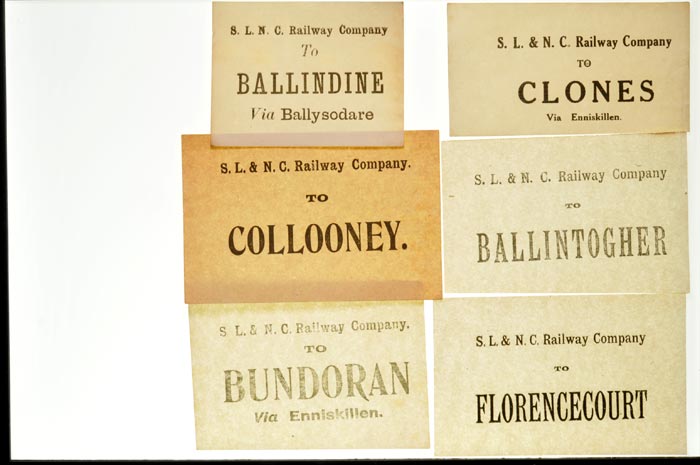 S. L. N. C. Railway Company
To
BALLINDINE
Via Ballysodare
S. L. & N. C. Railway Company
TO
CLONES
Via Enniskillen.
S. L. & N. C. Railway Company.
TO
COLLOONEY.
S. L. & N. C. Railway Company
TO
BALLINTOGHER
S. L. & N. C. Railway Company,
TO
BUNDORAN
Via Enniskillen.
S. L. & N. C. Railway Company
TO
FLORENCECOURT